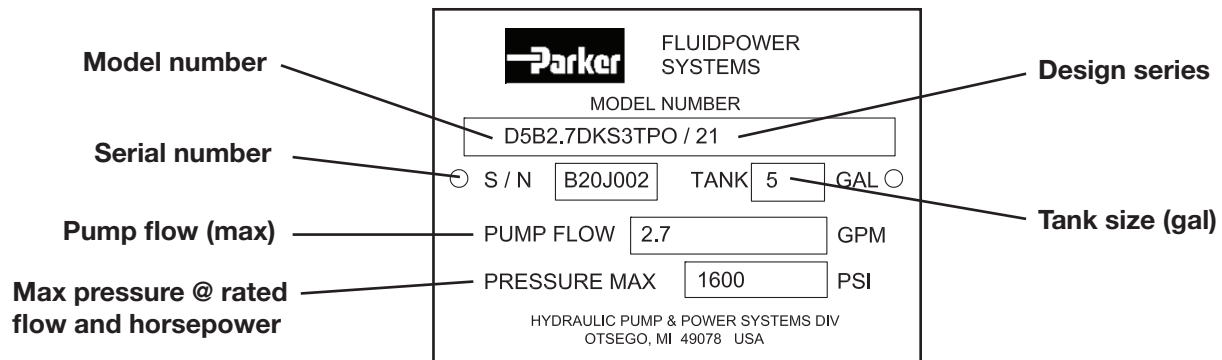 Parker
FLUIDPOWER
SYSTEMS
Model number
Design series
MODEL NUMBER
D5B2.7DKS3TPO / 21
Serial number
S / N B20J002 TANK 5 GAL
Tank size (gal)
Pump flow (max)
PUMP FLOW 2.7 GPM
Max pressure @ rated
flow and horsepower
PRESSURE MAX 1600 PSI
HYDRAULIC PUMP & POWER SYSTEMS DIV
OTSEGO, MI 49078 USA